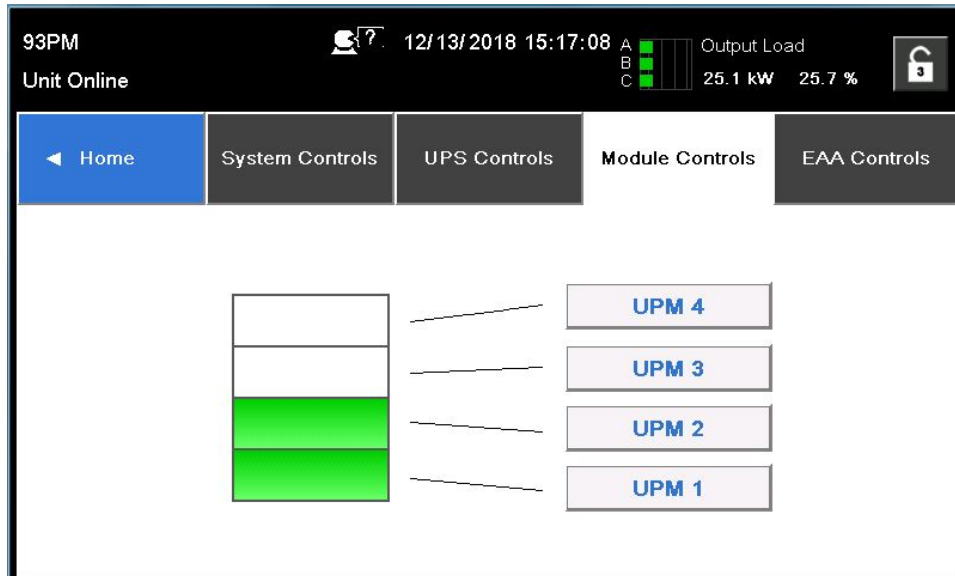 93PM
?
12/13/2018 15:17:08
A
B
C
Output Load
25.1 kW 25.7 %
3
Unit Online
◄ Home
System Controls
UPS Controls
Module Controls
EAA Controls
UPM 4
UPM 3
UPM 2
UPM 1